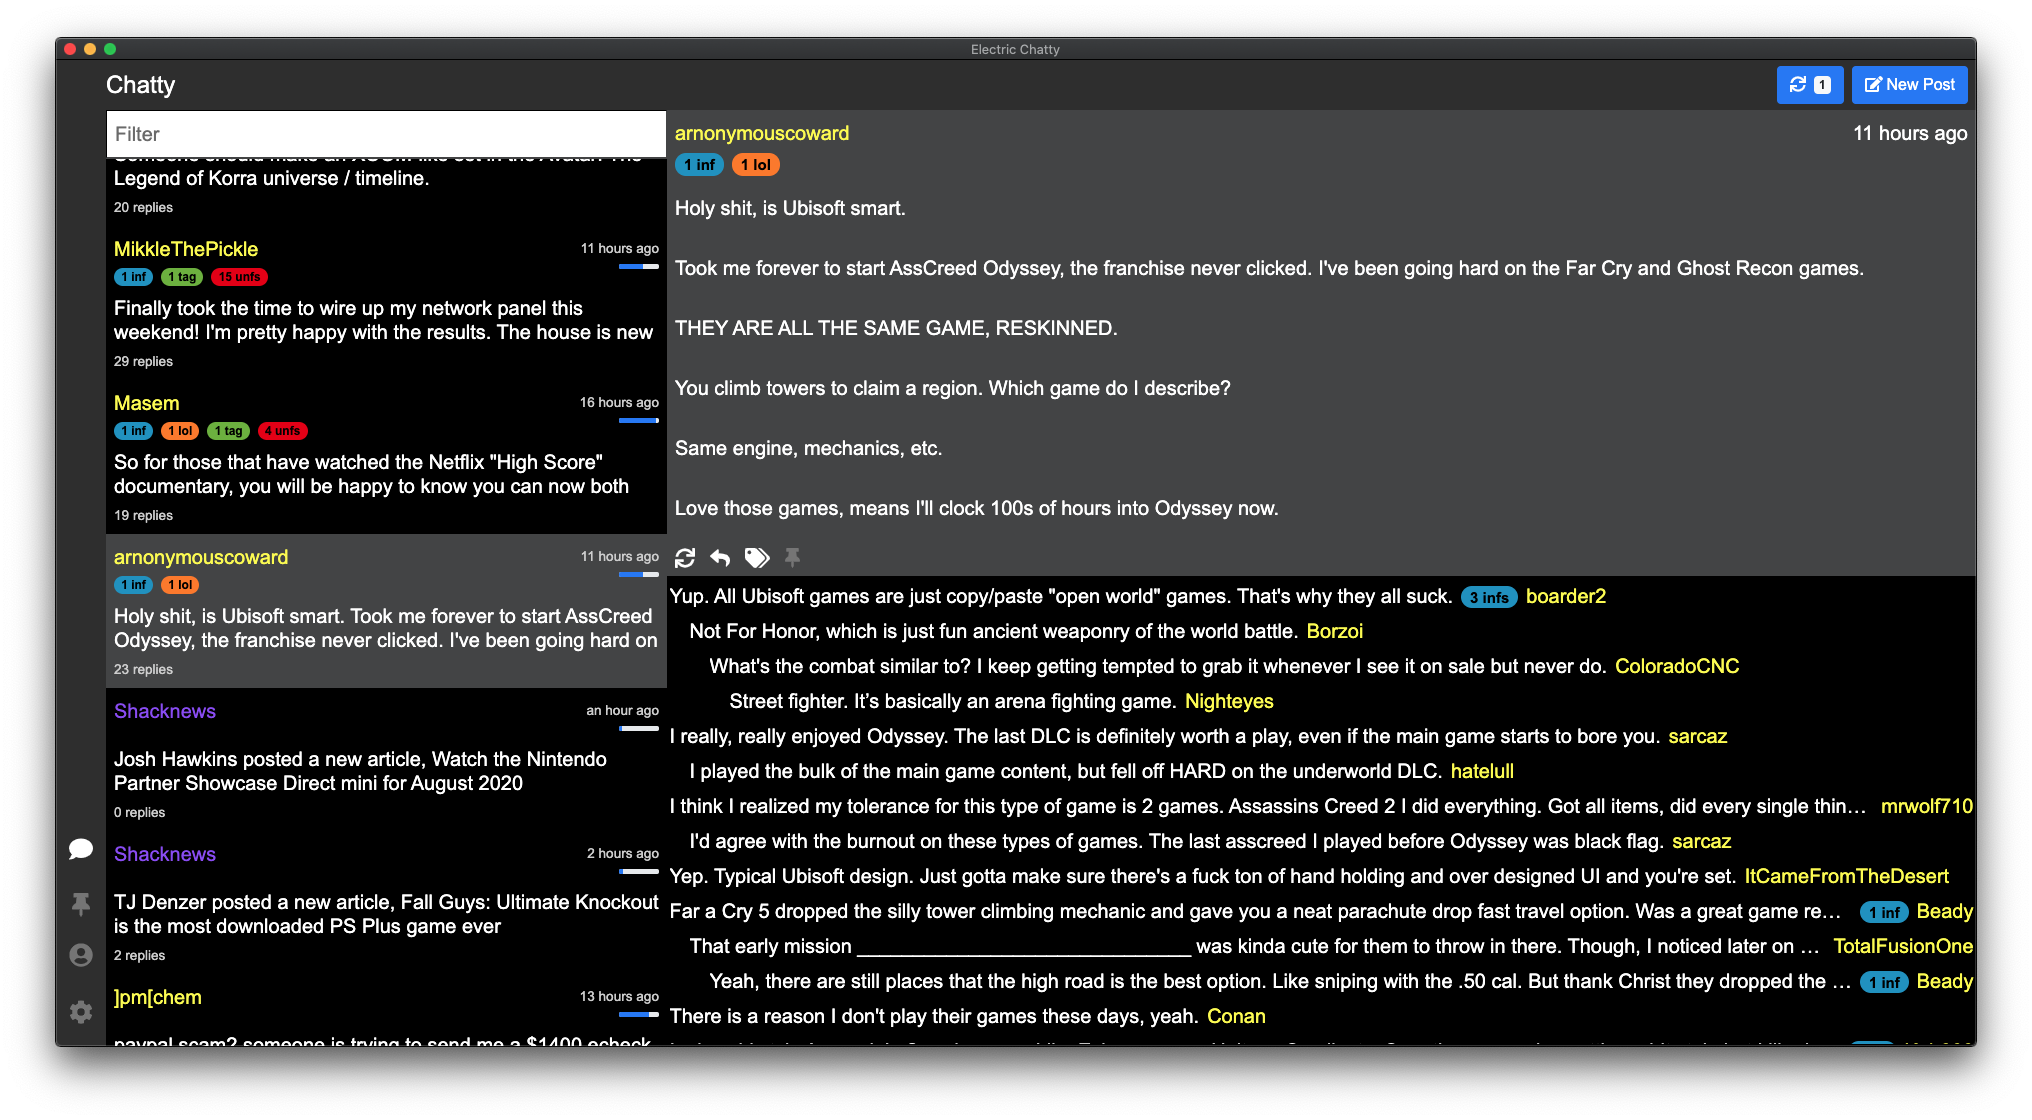 Electric Chatty
Chatty
1
New Post
Filter
Legend of Korra universe / timeline.
20 replies
MikkleThePickle
11 hours ago
1 inf 1 tag 15 unfs
Finally took the time to wire up my network panel this
weekend! I'm pretty happy with the results. The house is new
29 replies
Masem
16 hours ago
1 inf 1 lol 1 tag 4 unfs
So for those that have watched the Netflix "High Score"
documentary, you will be happy to know you can now both
19 replies
arnonymouscoward
11 hours ago
1 inf 1 lol
Holy shit, is Ubisoft smart. Took me forever to start AssCreed
Odyssey, the franchise never clicked. I've been going hard on
23 replies
Shacknews
an hour ago
Josh Hawkins posted a new article, Watch the Nintendo
Partner Showcase Direct mini for August 2020
0 replies
Shacknews
2 hours ago
TJ Denzer posted a new article, Fall Guys: Ultimate Knockout
is the most downloaded PS Plus game ever
2 replies
]pm[chem
13 hours ago
paypal scam? someone is trying to send me a $1400 echeck
arnonymouscoward
11 hours ago
1 inf 1 lol
Holy shit, is Ubisoft smart.
Took me forever to start AssCreed Odyssey, the franchise never clicked. I've been going hard on the Far Cry and Ghost Recon games.
THEY ARE ALL THE SAME GAME, RESKINNED.
You climb towers to claim a region. Which game do I describe?
Same engine, mechanics, etc.
Love those games, means I'll clock 100s of hours into Odyssey now.
Yup. All Ubisoft games are just copy/paste "open world" games. That's why they all suck. 3 infs boarder2
Not For Honor, which is just fun ancient weaponry of the world battle. Borzoi
What's the combat similar to? I keep getting tempted to grab it whenever I see it on sale but never do. ColoradoCNC
Street fighter. It’s basically an arena fighting game. Nighteyes
I really, really enjoyed Odyssey. The last DLC is definitely worth a play, even if the main game starts to bore you. sarcaz
I played the bulk of the main game content, but fell off HARD on the underworld DLC. hatelull
I think I realized my tolerance for this type of game is 2 games. Assassins Creed 2 I did everything. Got all items, did every single thin… mrwolf710
I'd agree with the burnout on these types of games. The last asscreed I played before Odyssey was black flag. sarcaz
Yep. Typical Ubisoft design. Just gotta make sure there's a fuck ton of hand holding and over designed UI and you're set. ItCameFromTheDesert
Far a Cry 5 dropped the silly tower climbing mechanic and gave you a neat parachute drop fast travel option. Was a great game re… 1 inf Beady
That early mission ______________________________ was kinda cute for them to throw in there. Though, I noticed later on … TotalFusionOne
Yeah, there are still places that the high road is the best option. Like sniping with the .50 cal. But thank Christ they dropped the … 1 inf Beady
There is a reason I don't play their games these days, yeah. Conan